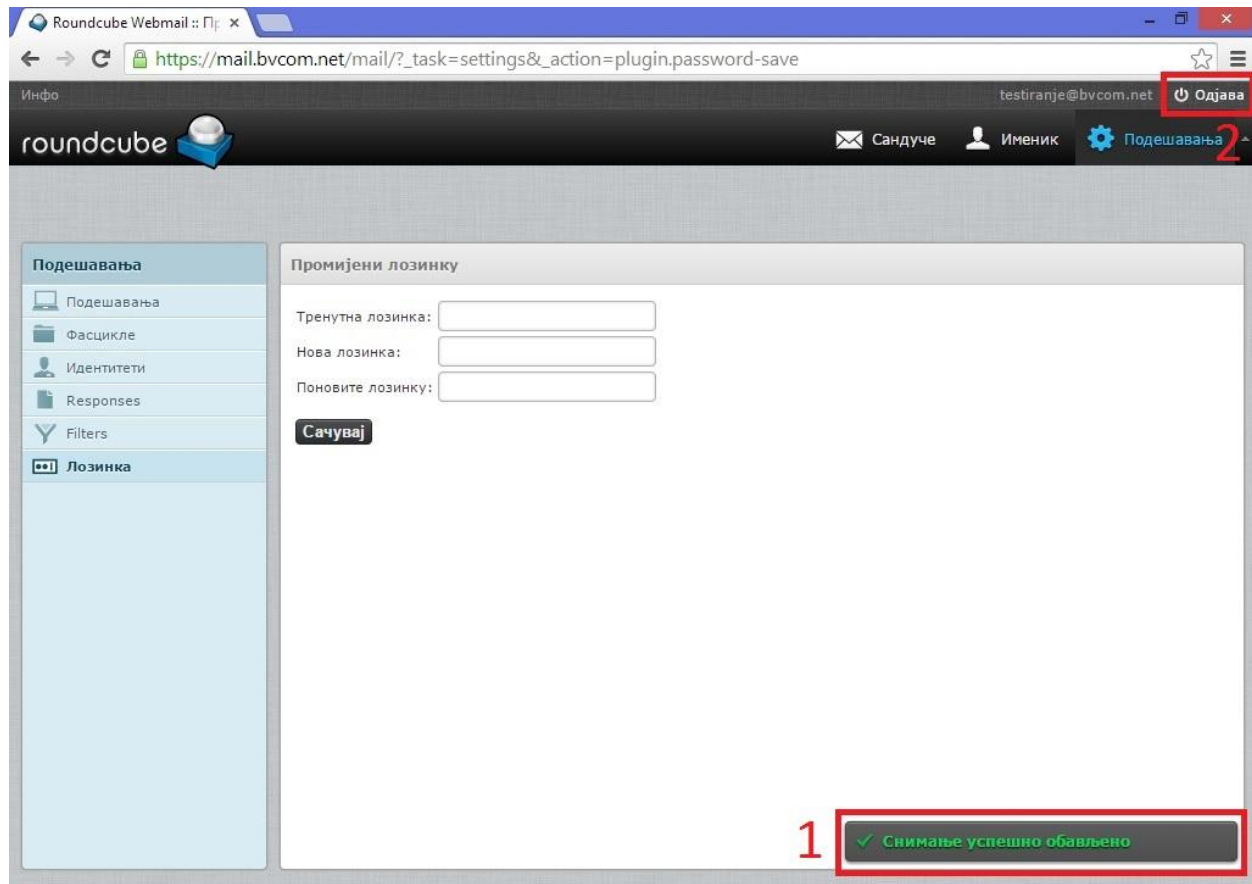 Roundcube Webmail :: Пр
https://mail.bvcom.net/mail/?_task=settings&_action=plugin.password-save
Инфо
testiranje@bvcom.net Одјава
roundcube
Сандуче Именик Подешавања
2
Подешавања
Подешавања
Фасцикле
Идентитети
Responses
Filters
Лозинка
Промијени лозинку
Тренутна лозинка:
Нова лозинка:
Поновите лозинку:
Сачувај
1
Снимање успешно обављено